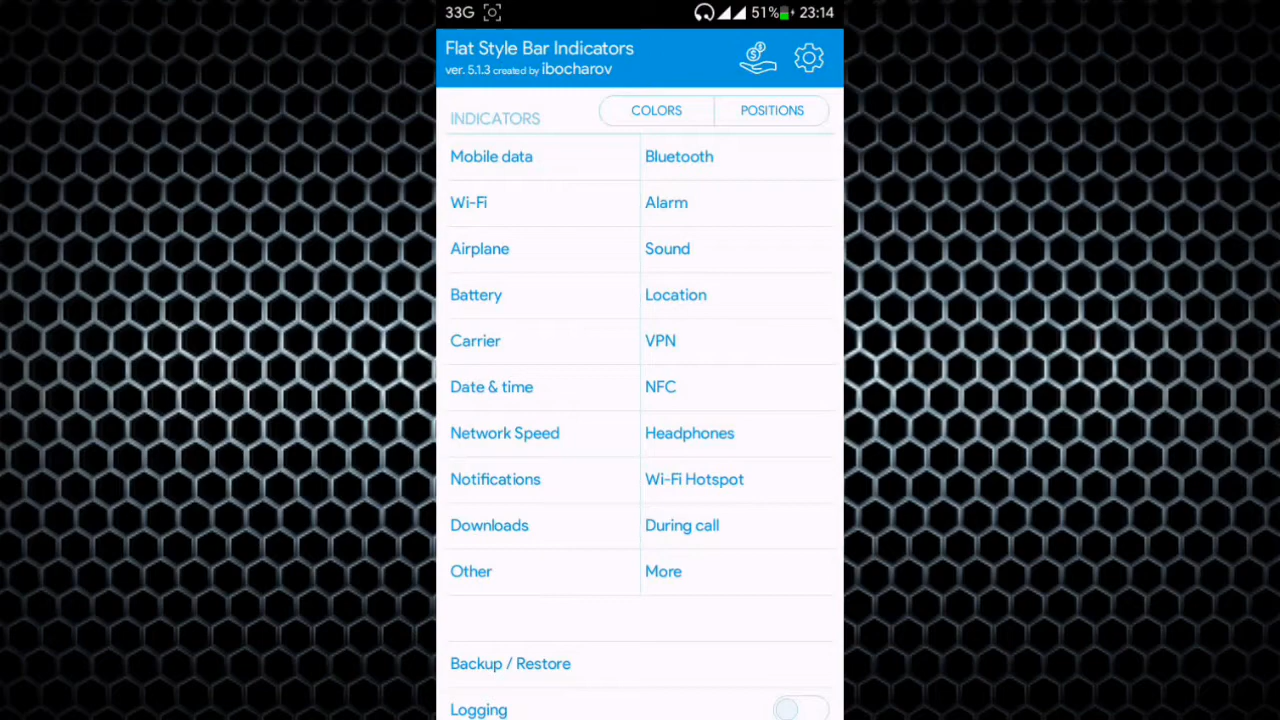 33G 51% 23:14
Flat Style Bar Indicators
ver. 5.1.3 created by ibocharov
INDICATORS COLORS POSITIONS
Mobile data Bluetooth
Wi-Fi Alarm
Airplane Sound
Battery Location
Carrier VPN
Date & time NFC
Network Speed Headphones
Notifications Wi-Fi Hotspot
Downloads During call
Other More
Backup / Restore
Logging